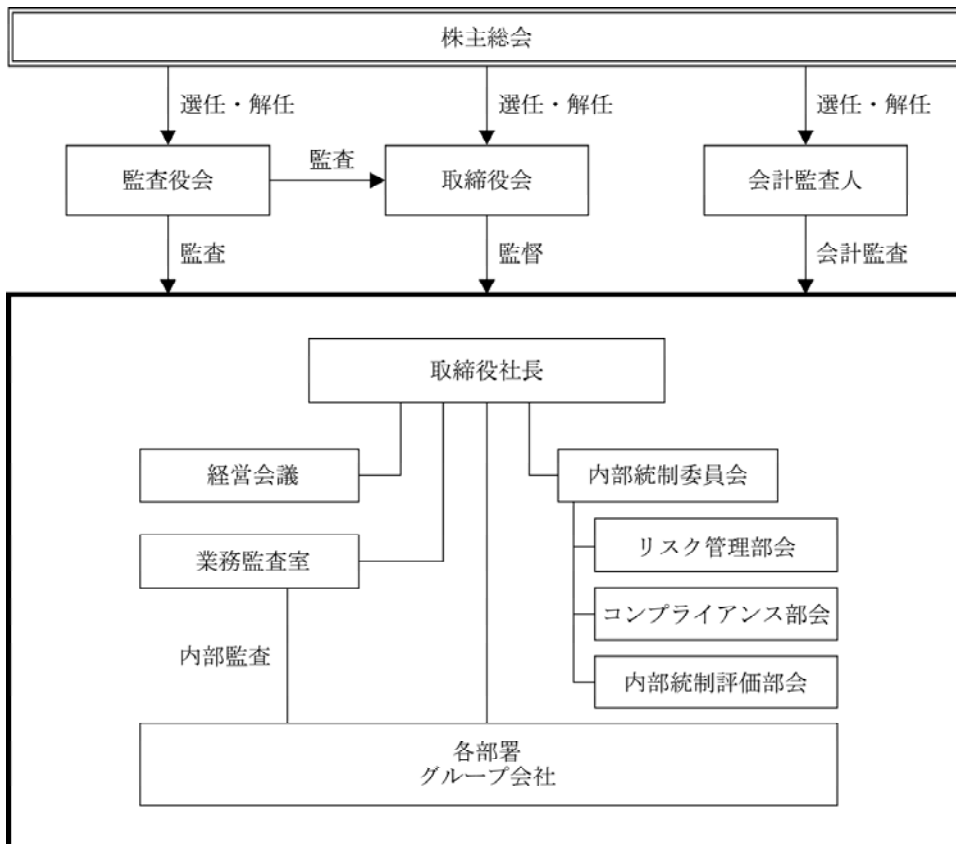 株主総会
選任・解任
選任・解任
選任・解任
監査役会
監査
取締役会
会計監査人
監査
監督
会計監査
取締役社長
経営会議
内部統制委員会
業務監査室
リスク管理部会
コンプライアンス部会
内部監査
内部統制評価部会
各部署
グループ会社